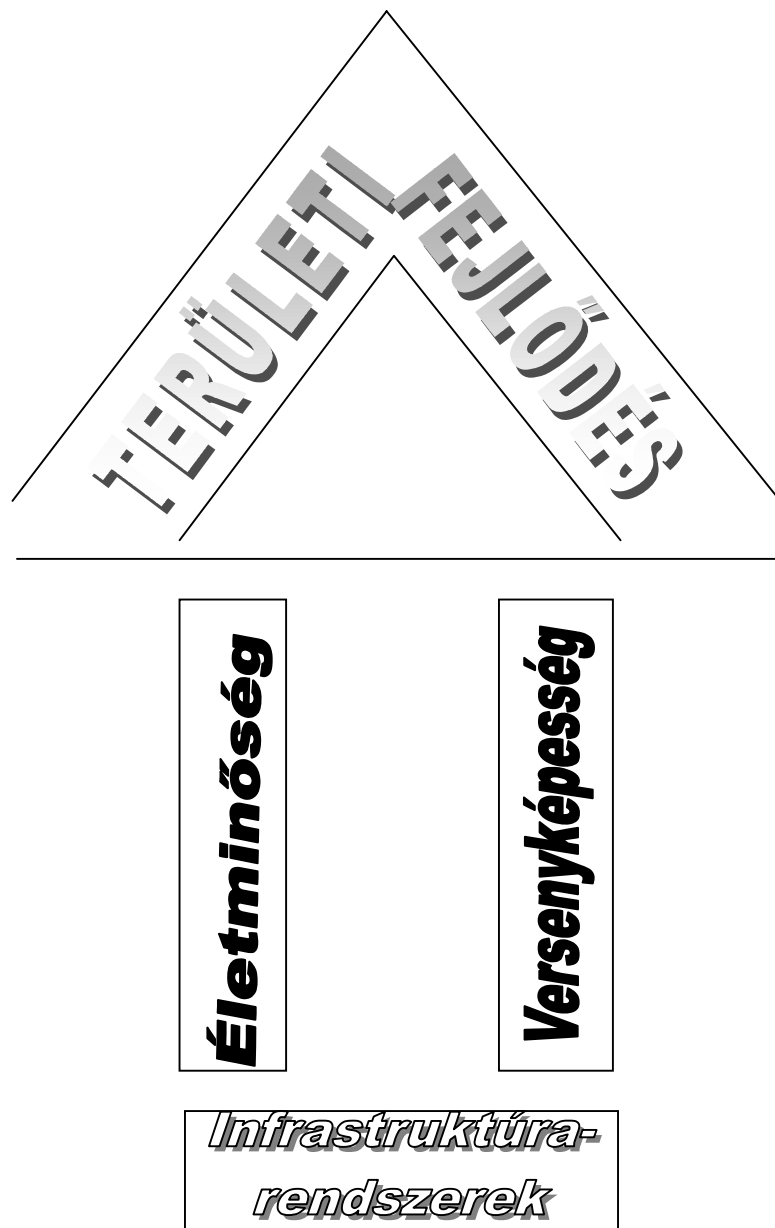 TERÜLETI
FEJLŐDÉS
Életminőség
Versenyképesség
Infrastruktúra-
rendszerek